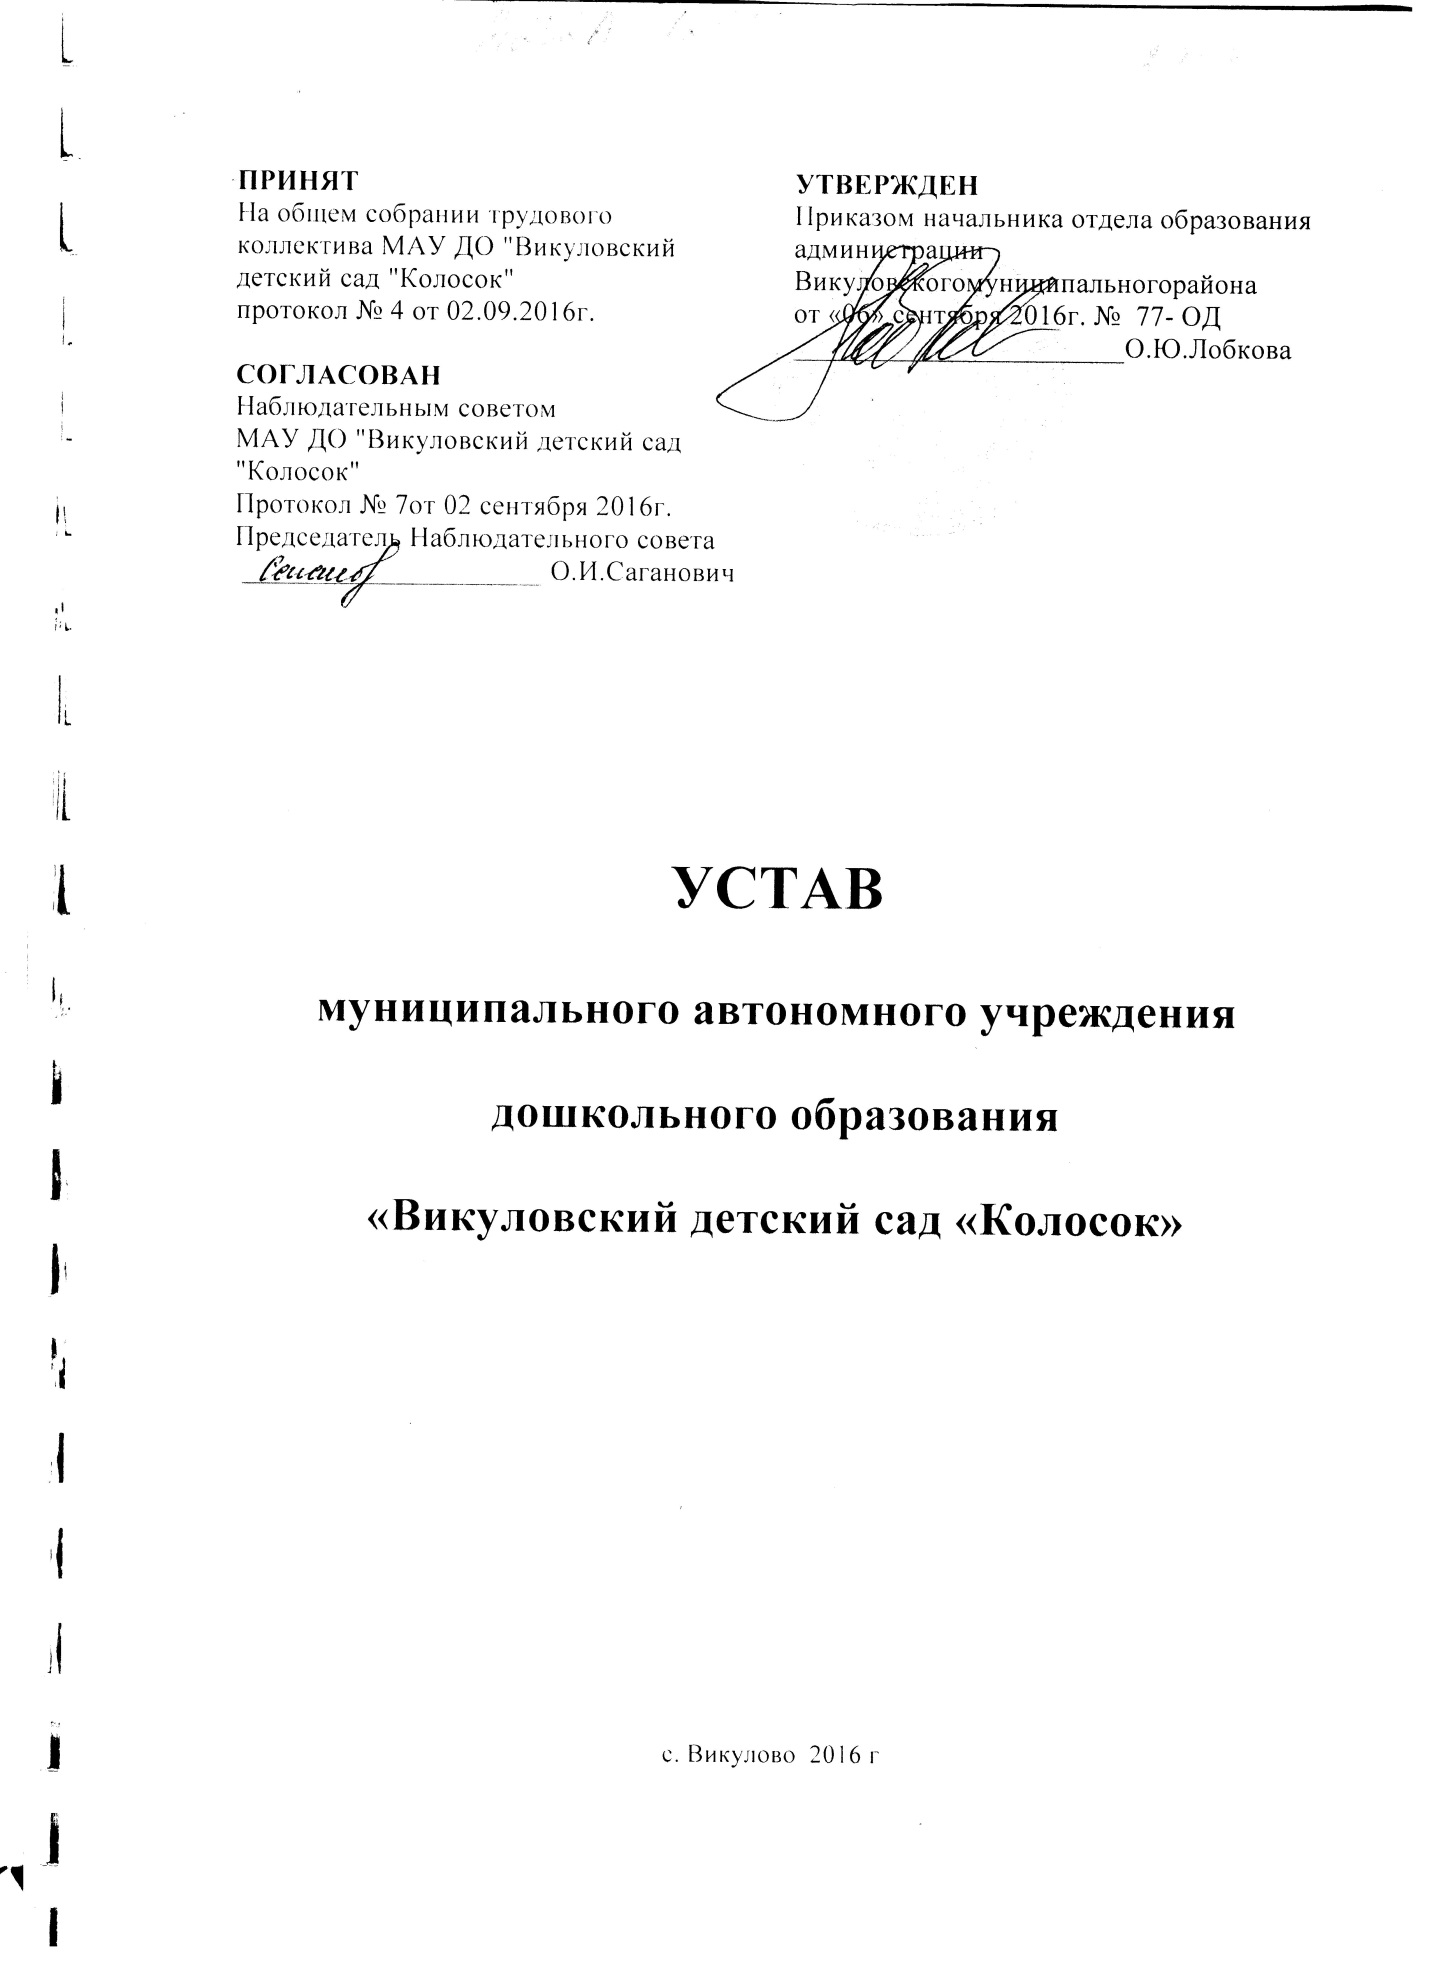 ПРИНЯТ
На общем собрании трудового
коллектива МАУ ДО "Викуловский
детский сад "Колосок"
протокол № 4 от 02.09.2016г.
СОГЛАСОВАН
Наблюдательным советом
МАУ ДО "Викуловский детский сад
"Колосок"
Протокол № 7от 02 сентября 2016г.
Председатель Наблюдательного совета
О.И.Саганович
УТВЕРЖДЕН
Приказом начальника отдела образования
администрации
Викуловскогомуниципальногорайона
от «06» сентября 2016г. № 77- ОД
О.Ю.Лобкова
УСТАВ
муниципального автономного учреждения
дошкольного образования
«Викуловский детский сад «Колосок»
с. Викулово 2016 г